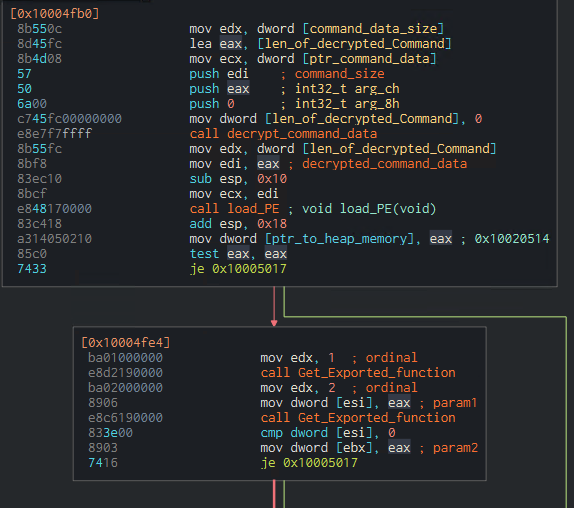 [0x10004fb0]
8b550c mov edx, dword [command_data_size]
8d45fc lea eax, [len_of_decrypted_Command]
8b4d08 mov ecx, dword [ptr_command_data]
57 push edi ; command_size
50 push eax ; int32_t arg_ch
6a00 push 0 ; int32_t arg_8h
c745fc00000000 mov dword [len_of_decrypted_Command], 0
e8e7f7ffff call decrypt_command_data
8b55fc mov edx, dword [len_of_decrypted_Command]
8bf8 mov edi, eax ; decrypted_command_data
83ec10 sub esp, 0x10
8bcf mov ecx, edi
e848170000 call load_PE ; void load_PE(void)
83c418 add esp, 0x18
a314050210 mov dword [ptr_to_heap_memory], eax ; 0x10020514
85c0 test eax, eax
7433 je 0x10005017
[0x10004fe4]
ba01000000 mov edx, 1 ; ordinal
e8d2190000 call Get_Exported_function
ba02000000 mov edx, 2 ; ordinal
8906 mov dword [esi], eax ; param1
e8c6190000 call Get_Exported_function
833e00 cmp dword [esi], 0
8903 mov dword [ebx], eax ; param2
7416 je 0x10005017